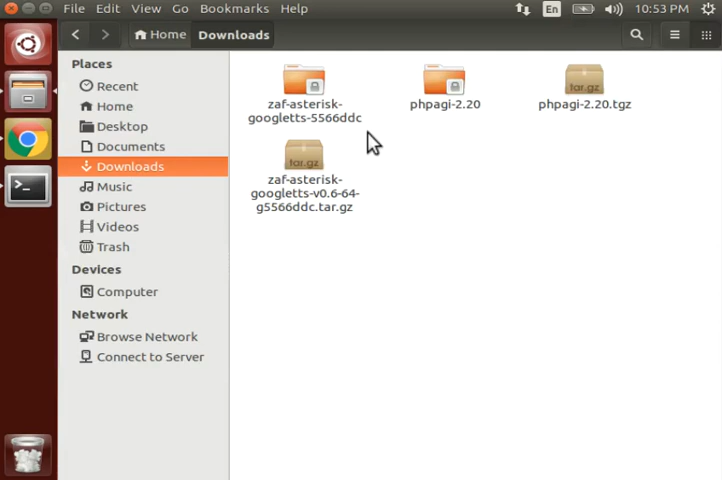 File Edit View Go Bookmarks Help En 10:53 PM
Home Downloads
Places
Recent
Home
Desktop
Documents
Downloads
Music
Pictures
Videos
Trash
Devices
Computer
Network
Browse Network
Connect to Server
zaf-asterisk-
googletts-5566ddc
phpagi-2.20
tar.gz
phpagi-2.20.tgz
tar.gz
zaf-asterisk-
googletts-v0.6-64-
g5566ddc.tar.gz